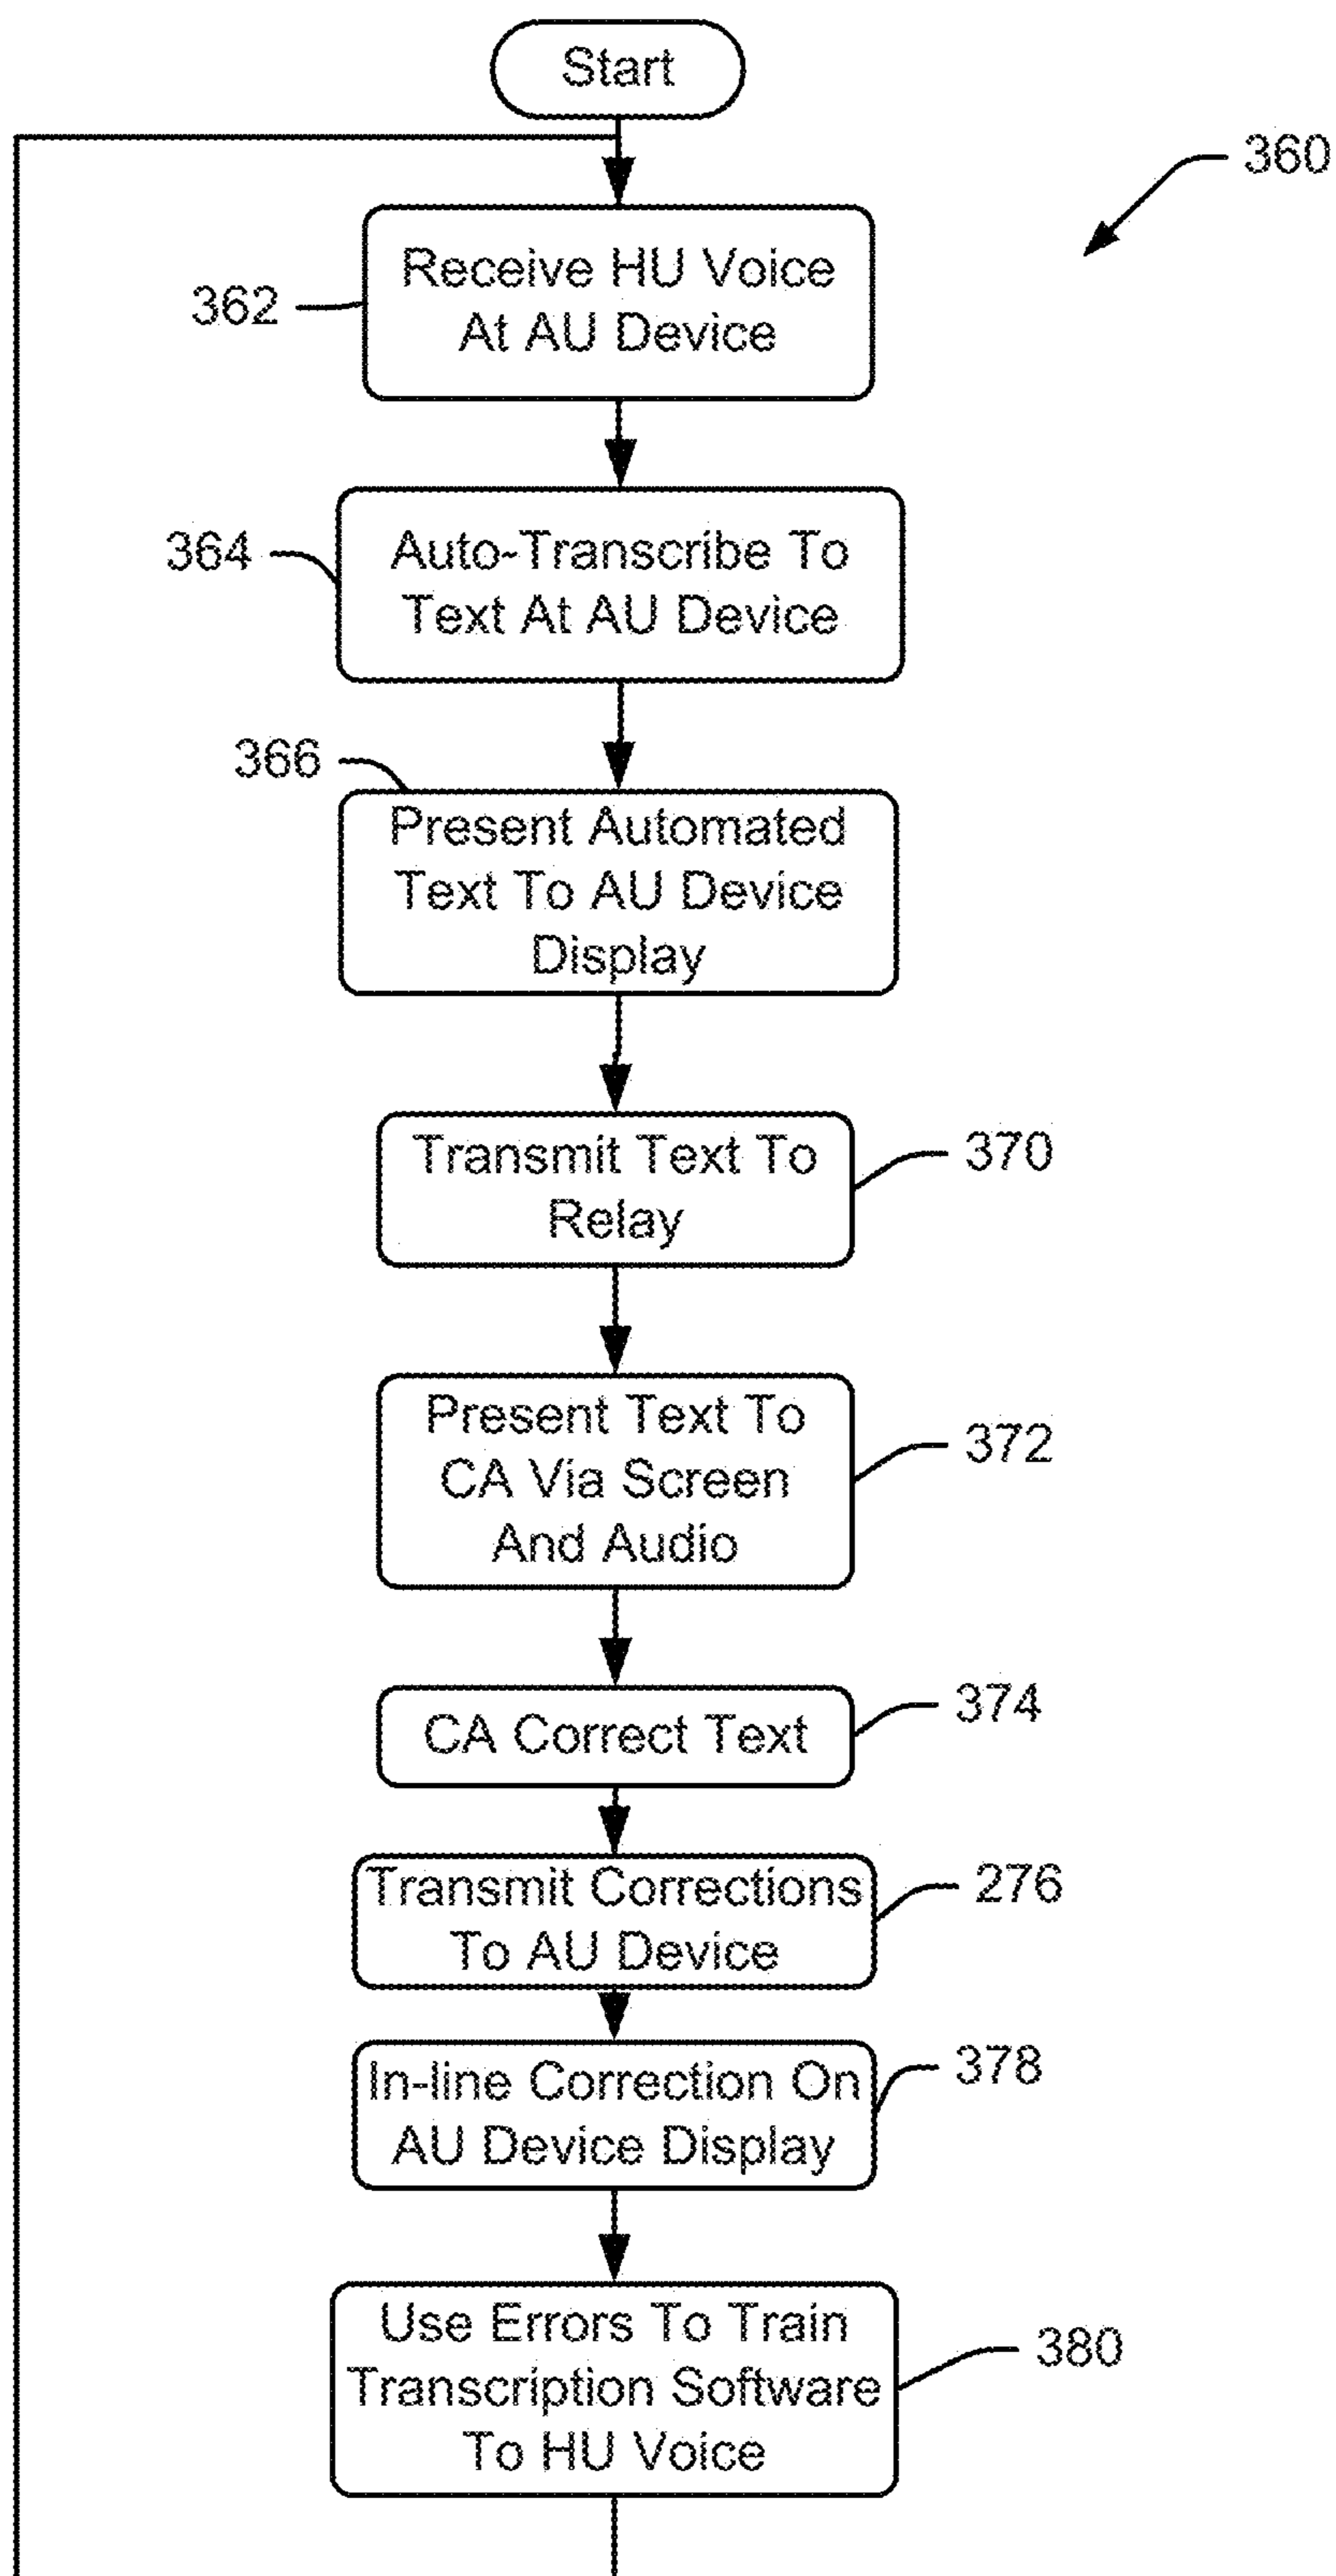 Start
360
Receive HU Voice
At AU Device
362
Auto-Transcribe To
Text At AU Device
364
366
Present Automated
Text To AU Device
Display
Transmit Text To
Relay
370
Present Text To
CA Via Screen
And Audio
372
CA Correct Text
374
Transmit Corrections
To AU Device
276
In-line Correction On
AU Device Display
378
Use Errors To Train
Transcription Software
To HU Voice
380